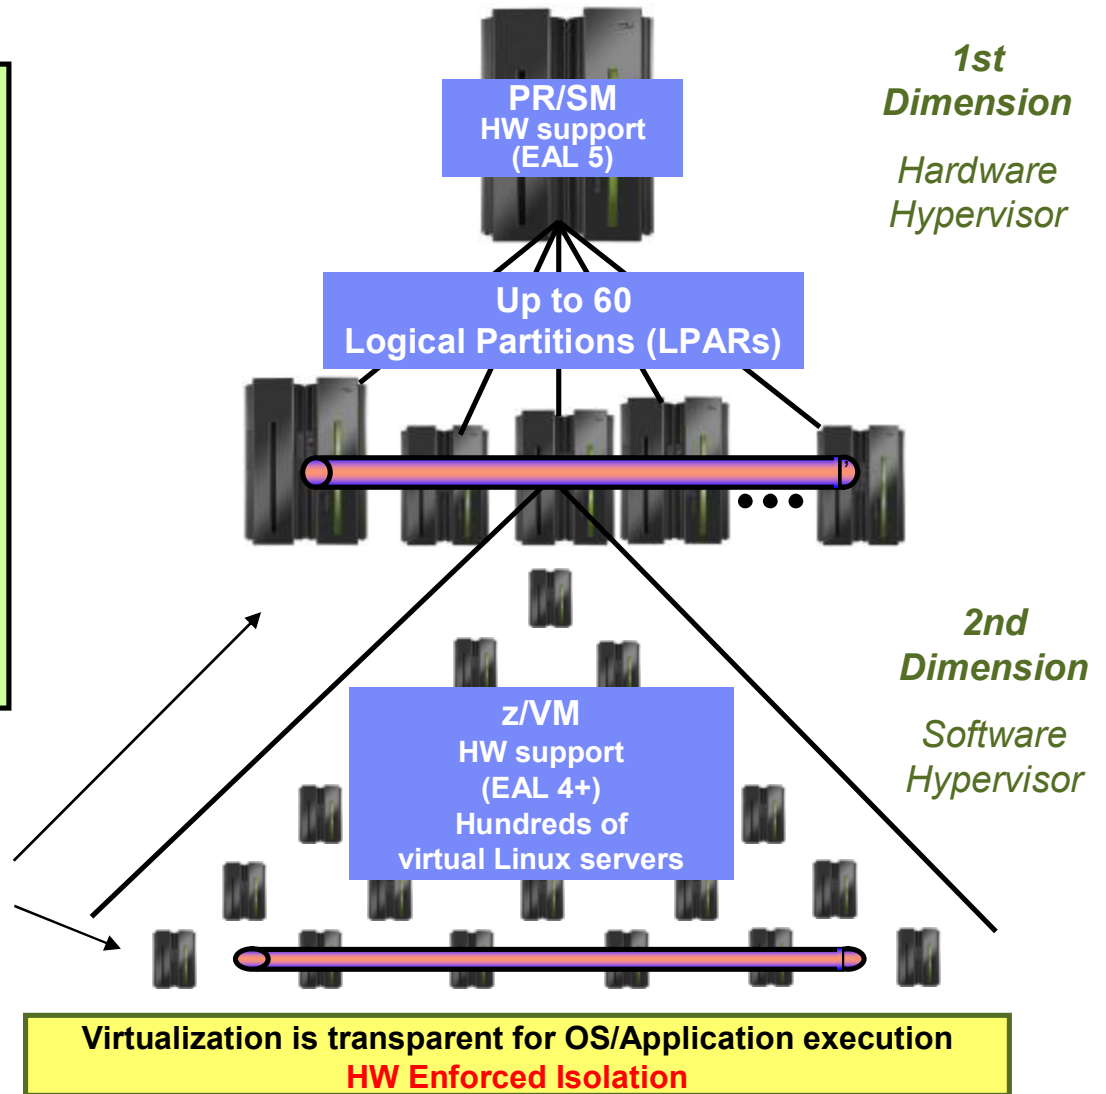 PR/SM
HW support
(EAL 5)
1st
Dimension
Hardware
Hypervisor
Up to 60
Logical Partitions (LPARs)
2nd
Dimension
Software
Hypervisor
z/VM
HW support
(EAL 4+)
Hundreds of
virtual Linux servers
Virtualization is transparent for OS/Application execution
HW Enforced Isolation